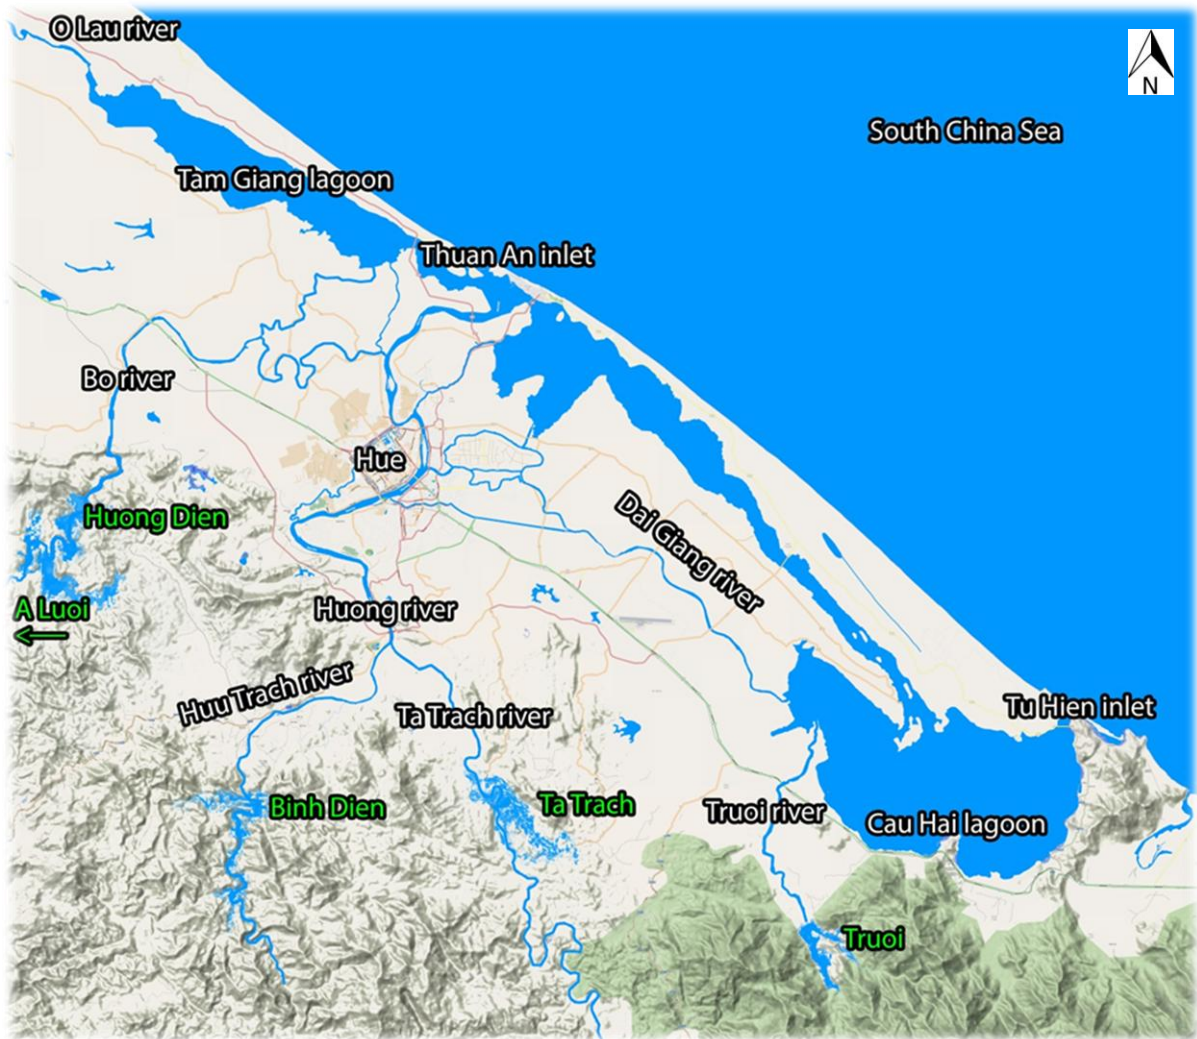 O Lau river
N
South China Sea
Tam Giang lagoon
Thuan An inlet
Bo river
Hue
Huong Dien
Dai Giang river
A Luoi
Huong river
Huu Trach river
Ta Trach river
Tu Hien inlet
Binh Dien
Ta Trach
Truoi river
Cau Hai lagoon
Truoi